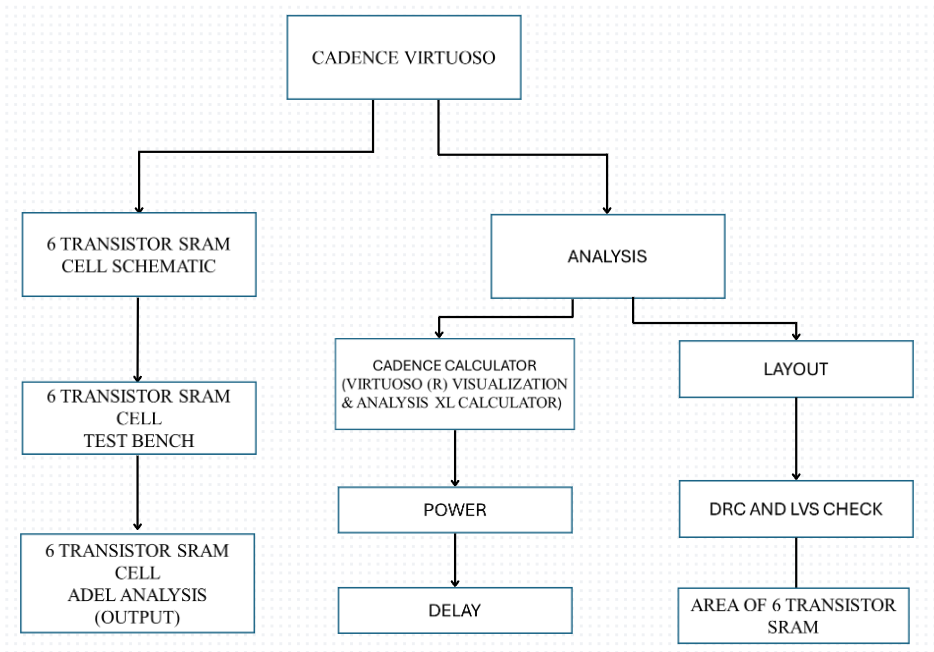 CADENCE VIRTUOSO
6 TRANSISTOR SRAM
CELL SCHEMATIC
ANALYSIS
6 TRANSISTOR SRAM
CELL
TEST BENCH
CADENCE CALCULATOR
(VIRTUOSO (R) VISUALIZATION
& ANALYSIS XL CALCULATOR)
LAYOUT
6 TRANSISTOR SRAM
CELL
ADEL ANALYSIS
(OUTPUT)
POWER
DRC AND LVS CHECK
DELAY
AREA OF 6 TRANSISTOR
SRAM